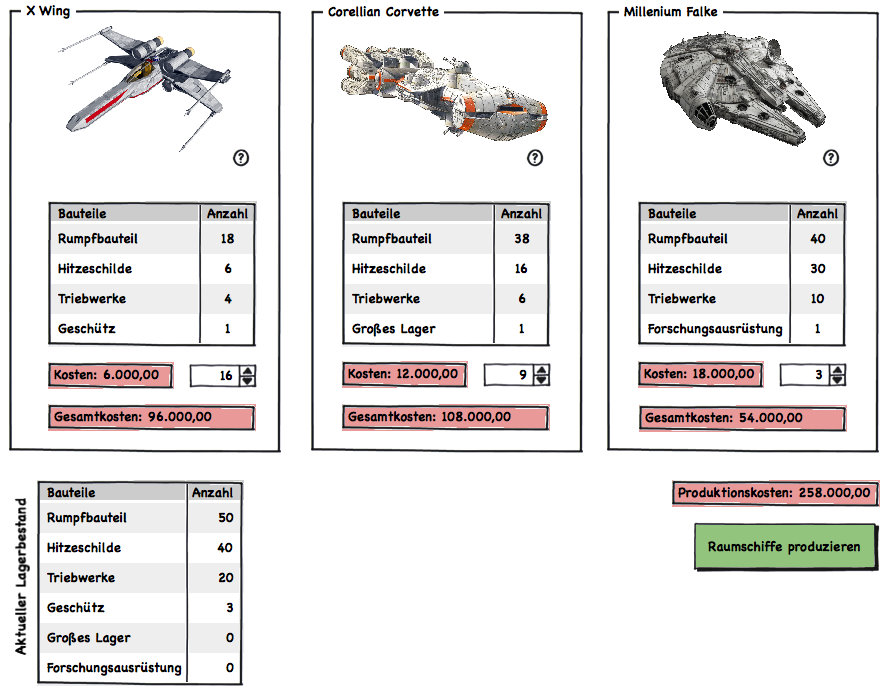 X Wing
?
Bauteile Anzahl
Rumpfbauteil 18
Hitzeschilde 6
Triebwerke 4
Geschütz 1
Kosten: 6.000,00 16
Gesamtkosten: 96.000,00
Corellian Corvette
?
Bauteile Anzahl
Rumpfbauteil 38
Hitzeschilde 16
Triebwerke 6
Großes Lager 1
Kosten: 12.000,00 9
Gesamtkosten: 108.000,00
Millenium Falke
?
Bauteile Anzahl
Rumpfbauteil 40
Hitzeschilde 30
Triebwerke 10
Forschungsausrüstung 1
Kosten: 18.000,00 3
Gesamtkosten: 54.000,00
Aktueller Lagerbestand
Bauteile Anzahl
Rumpfbauteil 50
Hitzeschilde 40
Triebwerke 20
Geschütz 3
Großes Lager 0
Forschungsausrüstung 0
Produktionskosten: 258.000,00
Raumschiffe produzieren